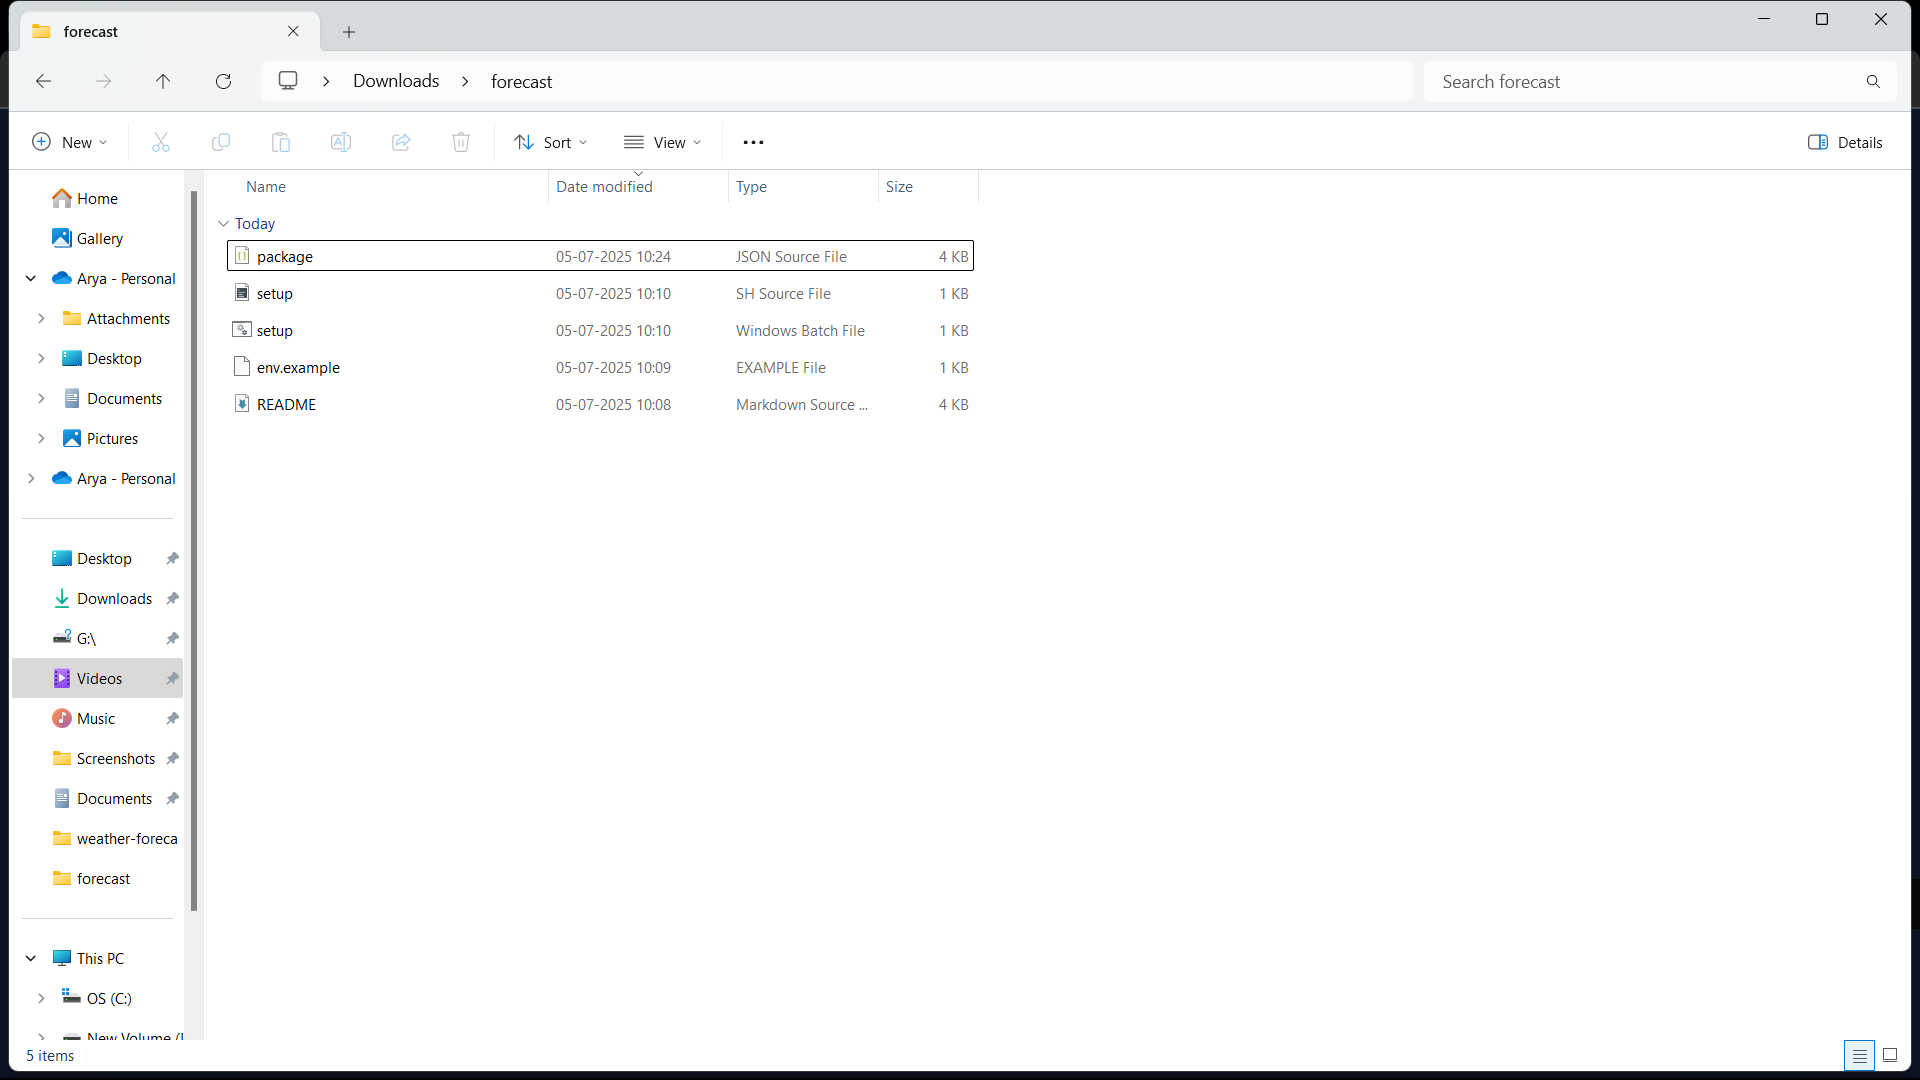 forecast
Downloads forecast
Search forecast
New Sort View Details
Name Date modified Type Size
Today
package 05-07-2025 10:24 JSON Source File 4 KB
setup 05-07-2025 10:10 SH Source File 1 KB
setup 05-07-2025 10:10 Windows Batch File 1 KB
env.example 05-07-2025 10:09 EXAMPLE File 1 KB
README 05-07-2025 10:08 Markdown Source ... 4 KB
Home
Gallery
Arya - Personal
Attachments
Desktop
Documents
Pictures
Arya - Personal
Desktop
Downloads
G:\
Videos
Music
Screenshots
Documents
weather-foreca
forecast
This PC
OS (C:)
New Volume (
5 items